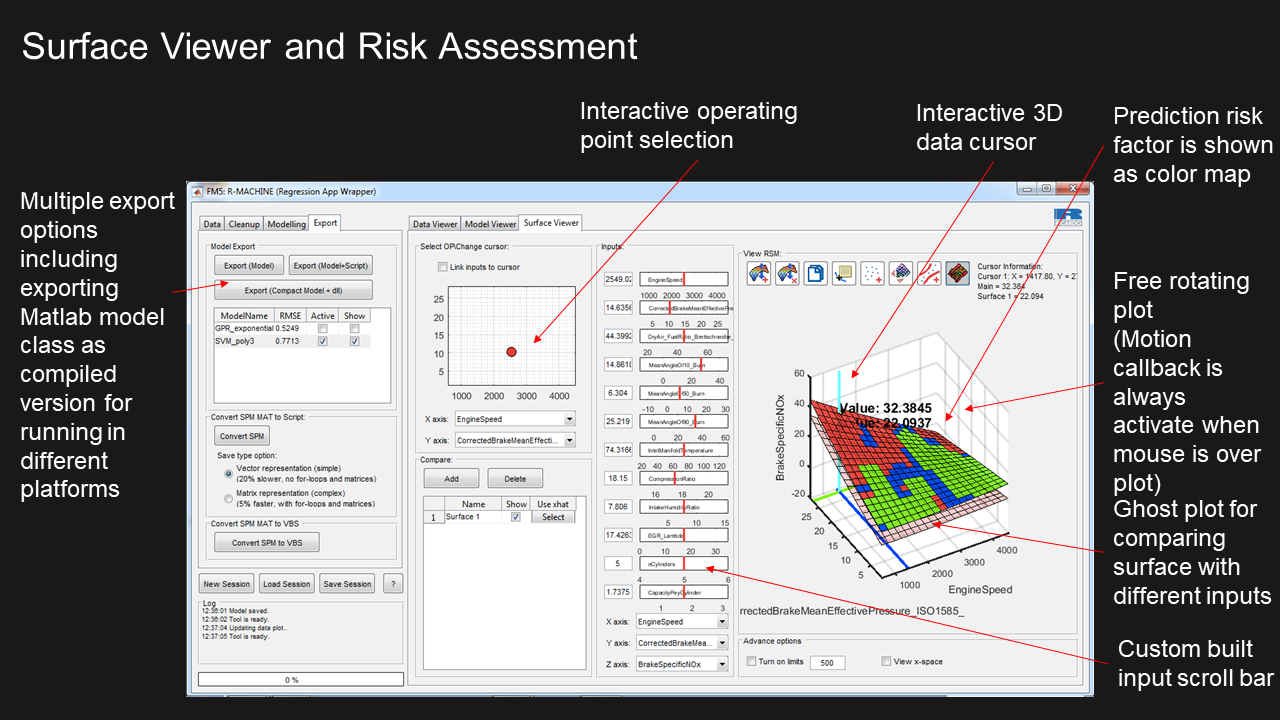 Surface Viewer and Risk Assessment
Interactive operating
point selection
Interactive 3D
data cursor
Prediction risk
factor is shown
as color map
Multiple export
options
including
exporting
Matlab model
class as
compiled
version for
running in
different
platforms
Free rotating
plot
(Motion
callback is
always
activate when
mouse is over
plot)
Ghost plot for
comparing
surface with
different inputs
Custom built
input scroll bar
FM5: R-MACHINE (Regression App Wrapper)
Data Cleanup Modelling Export
Model Export
Export (Model) Export (Model+Script)
Export (Compact Model + dll)
ModelName RMSE Active Show
GPR_exponential 0.5249
SVM_poly3 0.7713
Convert SPM MAT to Script:
Convert SPM
Save type option:
Vector representation (simple)
(20% slower, no for-loops and matrices)
Matrix representation (complex)
(5% faster, with for-loops and matrices)
Convert SPM MAT to VBS
Convert SPM to VBS
New Session Load Session Save Session ?
Log
12:36:01 Model saved.
12:36:02 Tool is ready.
12:37:04 Updating data plot..
12:37:05 Tool is ready.
0 %
Data Viewer Model Viewer Surface Viewer
Select OP/Change cursor:
Link inputs to cursor
25
20
15
10
5
1000 2000 3000 4000
X axis: EngineSpeed
Y axis: CorrectedBrakeMeanEffecti...
Compare:
Add Delete
Name Show Use xhat
1 Surface 1 Select
Inputs:
2549.02 EngineSpeed
1000 2000 3000 4000
14.6356
5 10 15 20 25
44.3992
20 40 60
14.8618 MeanAngleOf10_Burn
0 20 40
6.304 MeanAngleOf50_Burn
-10 0 10 20 30
25.219 MeanAngleOf90_Burn
0 20 40 60
74.3166 InletManifoldTemperature
20 40 60 80 100 120
18.15 CompressionRatio
16 18 20
7.806 IntakeHumidityRatio
5 10 15
17.4263 EGR_Lambda
0 10 20 30
5 nCylinders
4 5 6
1.7375 CapacityPeyCylinder
1 2 3
X axis: EngineSpeed
Y axis: CorrectedBrakeMea...
Z axis: BrakeSpecificNOx
View RSM:
Cursor Information:
Cursor 1: X = 1417.80, Y = 2
Main = 32.384
Surface 1 = 22.094
Value: 32.3845
lue: 22.0937
BrakeSpecificNOx
60
40
20
0
-20
25
20
15
10
5
1000
2000
3000
4000
EngineSpeed
rrectedBrakeMeanEffectivePressure_ISO1585_
Advance options
Turn on limits 500 View x-space